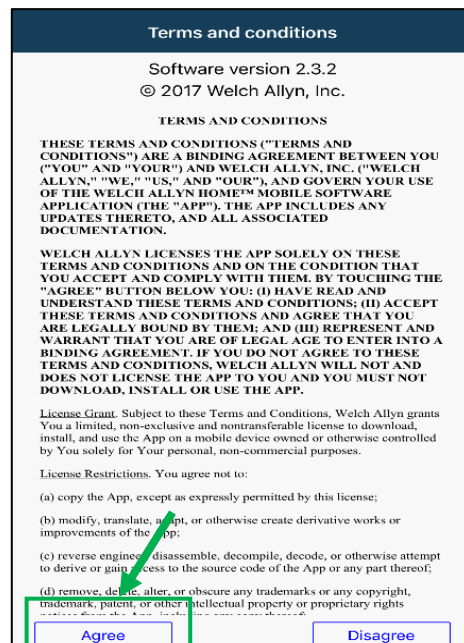 Terms and conditions
Software version 2.3.2
© 2017 Welch Allyn, Inc.
TERMS AND CONDITIONS
THESE TERMS AND CONDITIONS ("TERMS AND
CONDITIONS") ARE A BINDING AGREEMENT BETWEEN YOU
("YOU" AND "YOUR") AND WELCH ALLYN, INC. ("WELCH
ALLYN," "WE," "US," AND "OUR"), AND GOVERN YOUR USE
OF THE WELCH ALLYN HOME™ MOBILE SOFTWARE
APPLICATION (THE "APP"). THE APP INCLUDES ANY
UPDATES THERETO, AND ALL ASSOCIATED
DOCUMENTATION.
WELCH ALLYN LICENSES THE APP SOLELY ON THESE
TERMS AND CONDITIONS AND ON THE CONDITION THAT
YOU ACCEPT AND COMPLY WITH THEM. BY TOUCHING THE
"AGREE" BUTTON BELOW YOU: (I) HAVE READ AND
UNDERSTAND THESE TERMS AND CONDITIONS; (II) ACCEPT
THESE TERMS AND CONDITIONS AND AGREE THAT YOU
ARE LEGALLY BOUND BY THEM; AND (III) REPRESENT AND
WARRANT THAT YOU ARE OF LEGAL AGE TO ENTER INTO A
BINDING AGREEMENT. IF YOU DO NOT AGREE TO THESE
TERMS AND CONDITIONS, WELCH ALLYN WILL NOT AND
DOES NOT LICENSE THE APP TO YOU AND YOU MUST NOT
DOWNLOAD, INSTALL OR USE THE APP.
License Grant. Subject to these Terms and Conditions, Welch Allyn grants
You a limited, non-exclusive and nontransferable license to download,
install, and use the App on a mobile device owned or otherwise controlled
by You solely for Your personal, non-commercial purposes.
License Restrictions. You agree not to:
(a) copy the App, except as expressly permitted by this license;
(b) modify, translate, adapt, or otherwise create derivative works or
improvements of the App;
(c) reverse engineer, disassemble, decompile, decode, or otherwise attempt
to derive or gain access to the source code of the App or any part thereof;
(d) remove, delete, alter, or obscure any trademarks or any copyright,
trademark, patent, or other intellectual property or proprietary rights
Agree
Disagree